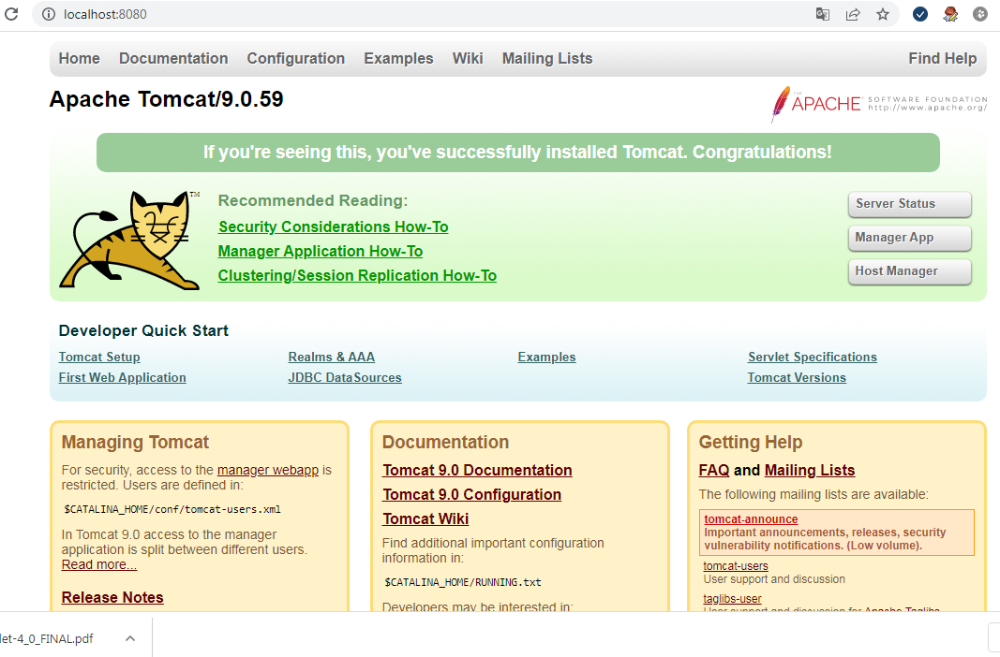 localhost:8080
Home Documentation Configuration Examples Wiki Mailing Lists Find Help
Apache Tomcat/9.0.59
THE APACHE SOFTWARE FOUNDATION
http://www.apache.org/
If you're seeing this, you've successfully installed Tomcat. Congratulations!
TM
Recommended Reading:
Security Considerations How-To
Manager Application How-To
Clustering/Session Replication How-To
Server Status
Manager App
Host Manager
Developer Quick Start
Tomcat Setup
First Web Application
Realms & AAA
JDBC DataSources
Examples
Servlet Specifications
Tomcat Versions
Managing Tomcat
For security, access to the manager webapp is
restricted. Users are defined in:
$CATALINA_HOME/conf/tomcat-users.xml
In Tomcat 9.0 access to the manager
application is split between different users.
Read more...
Release Notes
Documentation
Tomcat 9.0 Documentation
Tomcat 9.0 Configuration
Tomcat Wiki
Find additional important configuration
information in:
$CATALINA_HOME/RUNNING.txt
Developers may be interested in:
Getting Help
FAQ and Mailing Lists
The following mailing lists are available:
tomcat-announce
Important announcements, releases, security
vulnerability notifications. (Low volume).
tomcat-users
User support and discussion
taglibs-user
User support and discussion for Apache Taglibs
let-4_0_FINAL.pdf